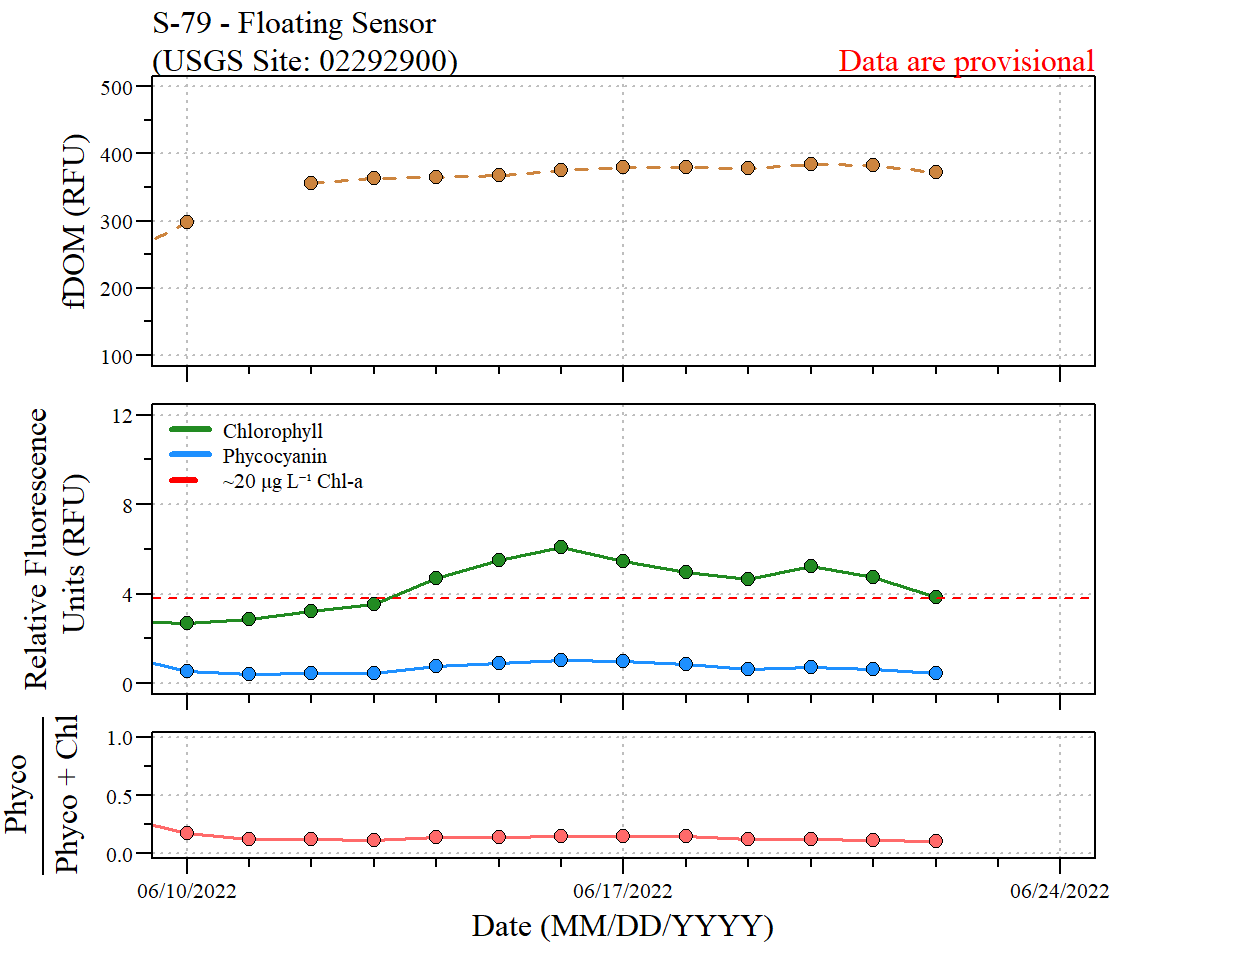 S-79 - Floating Sensor
(USGS Site: 02292900)
Data are provisional
500
400
300
200
100
fDOM (RFU)
12
8
4
0
Relative Fluorescence
Units (RFU)
Chlorophyll
Phycocyanin
~20 μg L⁻¹ Chl-a
1.0
0.5
0.0
Phyco
Phyco + Chl
06/10/2022
06/17/2022
06/24/2022
Date (MM/DD/YYYY)